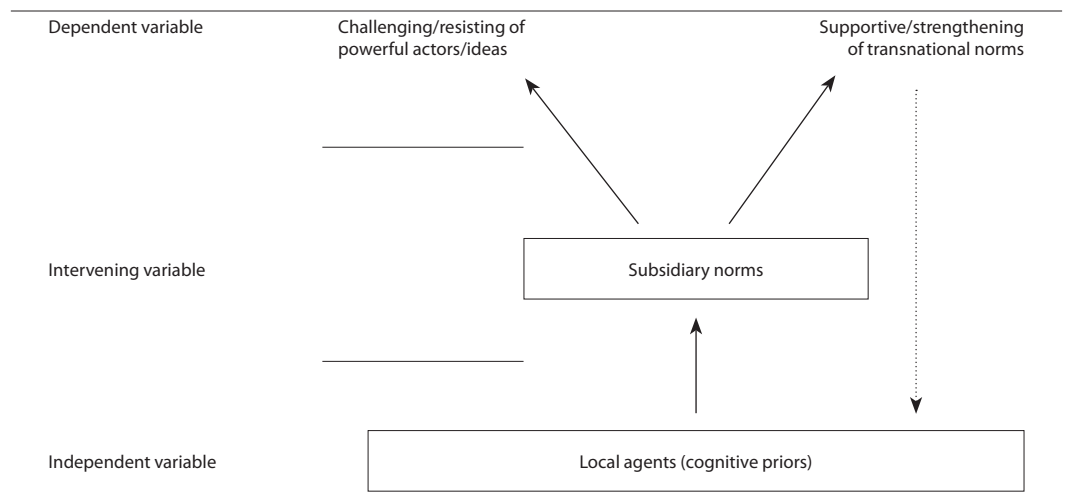 Dependent variable
Challenging/resisting of
powerful actors/ideas
Supportive/strengthening
of transnational norms
Intervening variable
Subsidiary norms
Independent variable
Local agents (cognitive priors)